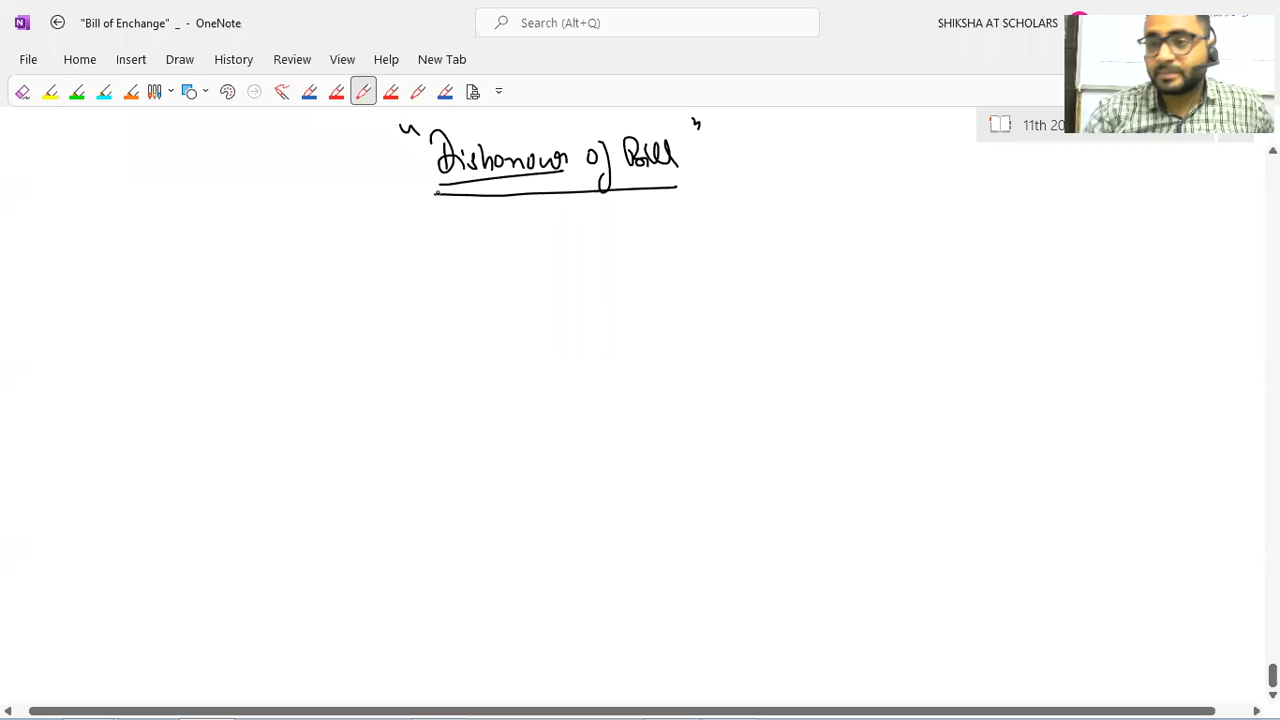 "Bill of Enchange" _ - OneNote
Search (Alt+Q)
SHIKSHA AT SCHOLARS
File Home Insert Draw History Review View Help New Tab
11th 20
"Dishonour of Bill"